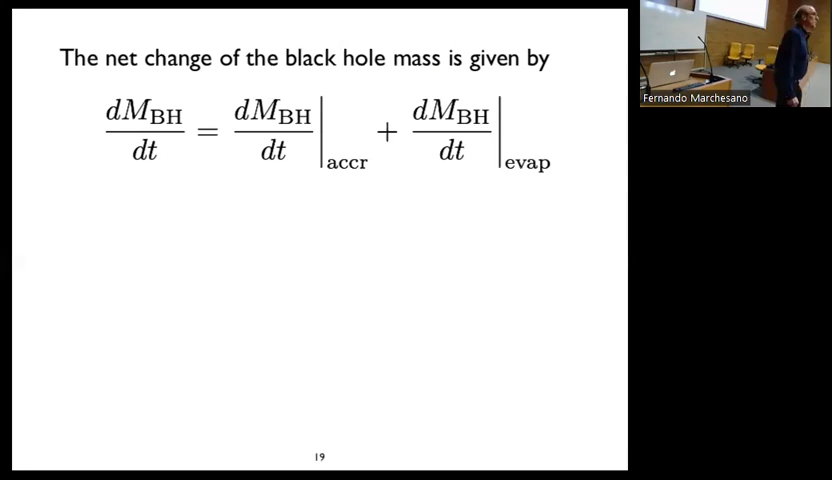 The net change of the black hole mass is given by
dM_BH/dt = dM_BH/dt |_accr + dM_BH/dt |_evap
19
Fernando Marchesano